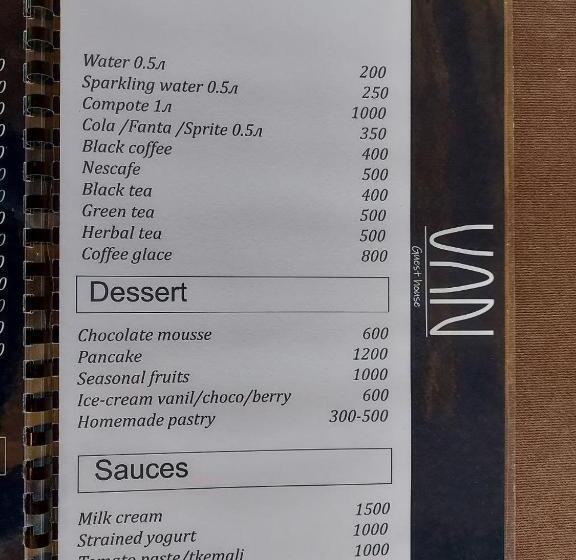 Water 0.5л 200
Sparkling water 0.5л 250
Compote 1л 1000
Cola /Fanta /Sprite 0.5л 350
Black coffee 400
Nescafe 500
Black tea 400
Green tea 500
Herbal tea 500
Coffee glace 800
Dessert
Chocolate mousse 600
Pancake 1200
Seasonal fruits 1000
Ice-cream vanil/choco/berry 600
Homemade pastry 300-500
Sauces
Milk cream 1500
Strained yogurt 1000
Tomato paste/tkemali 1000
VAN
Guest house